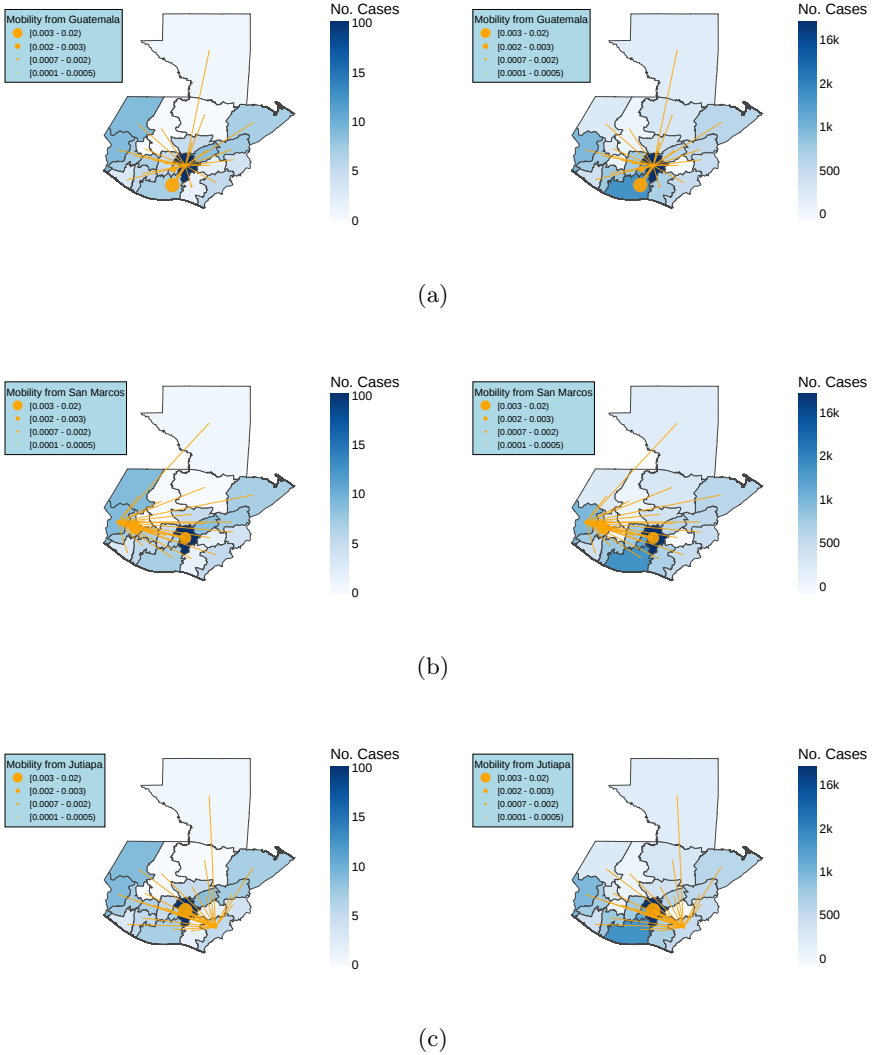 Mobility from Guatemala
[0.003 - 0.02)
[0.002 - 0.003)
[0.0007 - 0.002)
[0.0001 - 0.0005)
No. Cases
100
15
10
5
0
Mobility from Guatemala
[0.003 - 0.02)
[0.002 - 0.003)
[0.0007 - 0.002)
[0.0001 - 0.0005)
No. Cases
16k
2k
1k
500
0
(a)
Mobility from San Marcos
[0.003 - 0.02)
[0.002 - 0.003)
[0.0007 - 0.002)
[0.0001 - 0.0005)
No. Cases
100
15
10
5
0
Mobility from San Marcos
[0.003 - 0.02)
[0.002 - 0.003)
[0.0007 - 0.002)
[0.0001 - 0.0005)
No. Cases
16k
2k
1k
500
0
(b)
Mobility from Jutiapa
[0.003 - 0.02)
[0.002 - 0.003)
[0.0007 - 0.002)
[0.0001 - 0.0005)
No. Cases
100
15
10
5
0
Mobility from Jutiapa
[0.003 - 0.02)
[0.002 - 0.003)
[0.0007 - 0.002)
[0.0001 - 0.0005)
No. Cases
16k
2k
1k
500
0
(c)